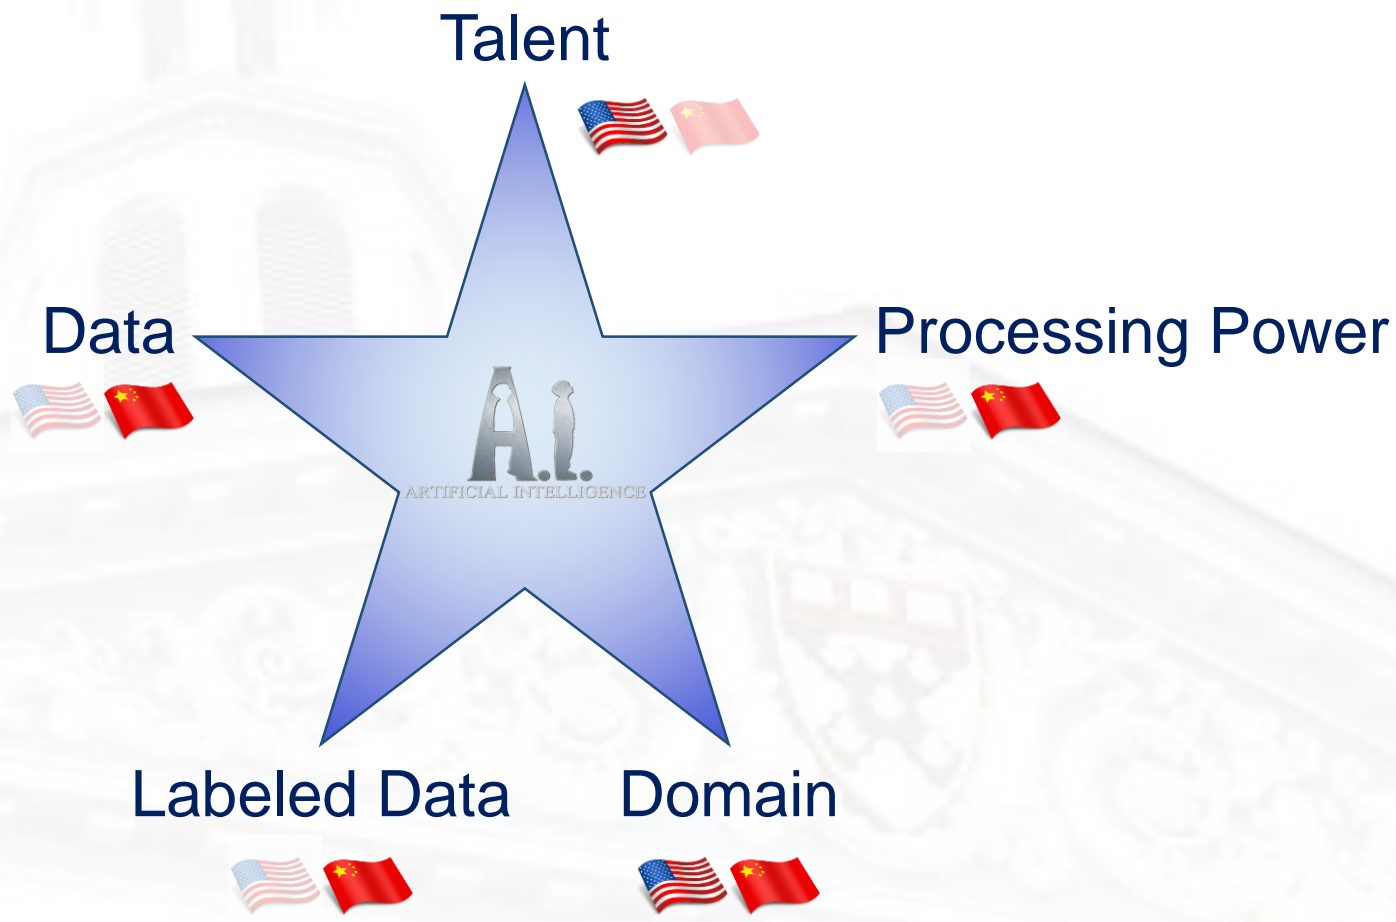 Talent
Data
Processing Power
A.I.
ARTIFICIAL INTELLIGENCE
Labeled Data
Domain